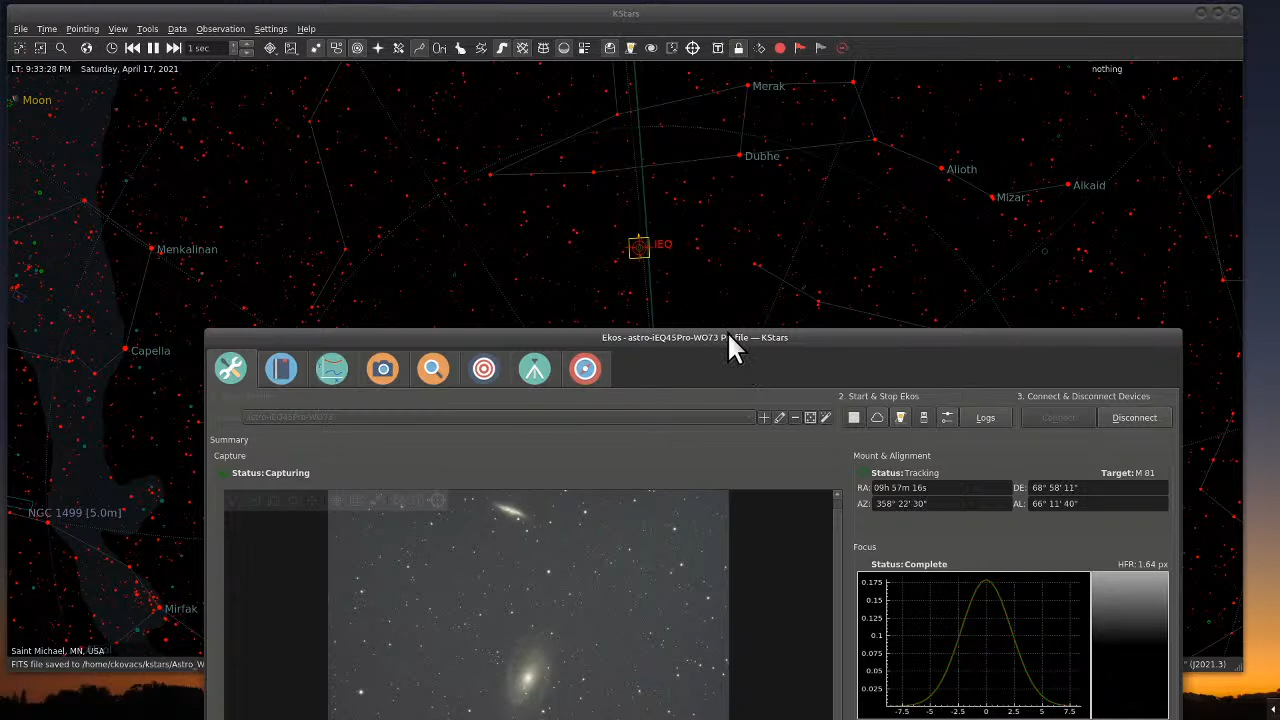 KStars
File Time Pointing View Tools Data Observation Settings Help
1 sec
LT: 9:33:28 PM Saturday, April 17, 2021
nothing
Moon
Merak
Dubhe
Alioth
Alkaid
Mizar
Menkalinan
IEQ
Capella
NGC 1499 [5.0m]
Mirfak
Saint Michael, MN, USA
FITS file saved to /home/ckovacs/kstars/Astro_W
" (J2021.3)
Ekos - astro-iEQ45Pro-WO73 Profile — KStars
2. Start & Stop Ekos
3. Connect & Disconnect Devices
astro-iEQ45Pro-WO73
Logs
Connect
Disconnect
Summary
Capture
Status: Capturing
Mount & Alignment
Status: Tracking
Target: M 81
RA: 09h 57m 16s
DE: 68° 58' 11"
AZ: 358° 22' 30"
AL: 66° 11' 40"
Focus
Status: Complete
HFR: 1.64 px
0.175
0.15
0.125
0.1
0.075
0.05
0.025
-7.5 -5 -2.5 0 2.5 5 7.5